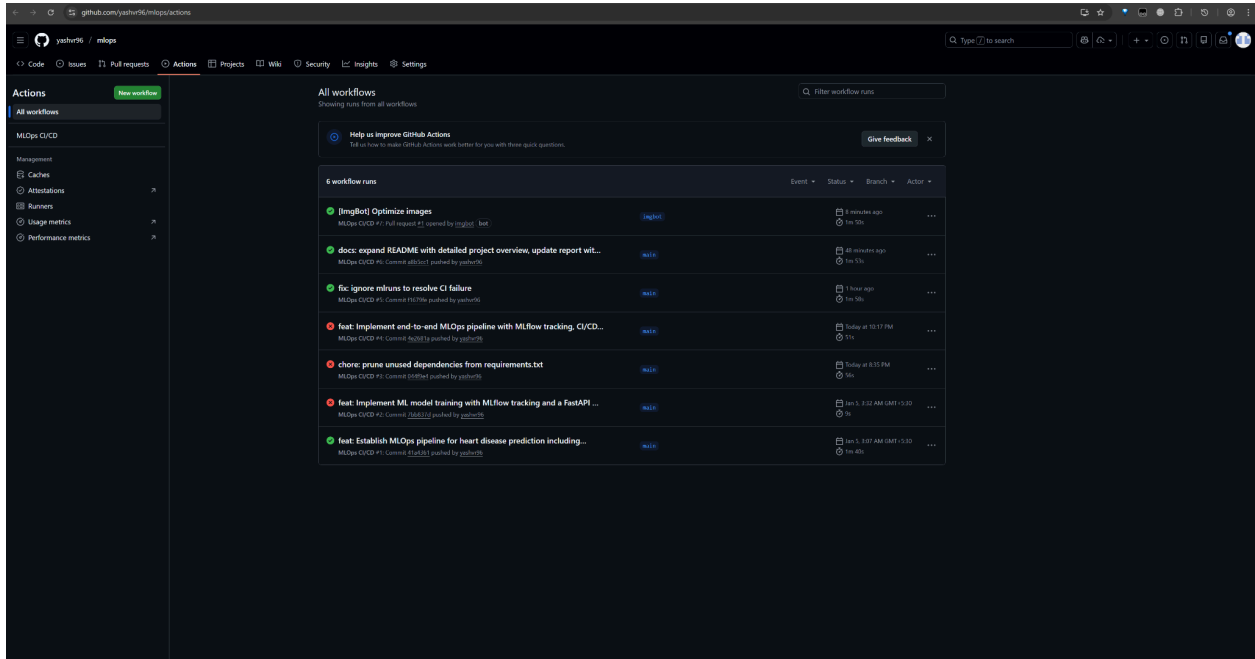 github.com/yashvr96/mlops/actions
yashvr96 / mlops
Type / to search
Code Issues Pull requests Actions Projects Wiki Security Insights Settings
Actions
New workflow
All workflows
MLOps CI/CD
Management
Caches
Attestations
Runners
Usage metrics
Performance metrics
All workflows
Showing runs from all workflows
Filter workflow runs
Help us improve GitHub Actions
Tell us how to make GitHub Actions work better for you with three quick questions.
Give feedback
6 workflow runs
Event Status Branch Actor
[ImgBot] Optimize images
MLOps CI/CD #7: Pull request #1 opened by imgbot bot
imgbot
8 minutes ago
1m 50s
docs: expand README with detailed project overview, update report wit...
MLOps CI/CD #6: Commit a8b5cc1 pushed by yashvr96
main
48 minutes ago
1m 53s
fix: ignore mlruns to resolve CI failure
MLOps CI/CD #5: Commit f1679fe pushed by yashvr96
main
1 hour ago
1m 50s
feat: Implement end-to-end MLOps pipeline with MLflow tracking, CI/CD...
MLOps CI/CD #4: Commit 4e2681a pushed by yashvr96
main
Today at 10:17 PM
51s
chore: prune unused dependencies from requirements.txt
MLOps CI/CD #3: Commit pushed by yashvr96
main
Today at 8:35 PM
56s
feat: Implement ML model training with MLflow tracking and a FastAPI ...
MLOps CI/CD #2: Commit 7bb837d pushed by yashvr96
main
Jan 5, 3:32 AM GMT+5:30
9s
feat: Establish MLOps pipeline for heart disease prediction including...
MLOps CI/CD #1: Commit 41a4361 pushed by yashvr96
main
Jan 5, 3:07 AM GMT+5:30
1m 40s